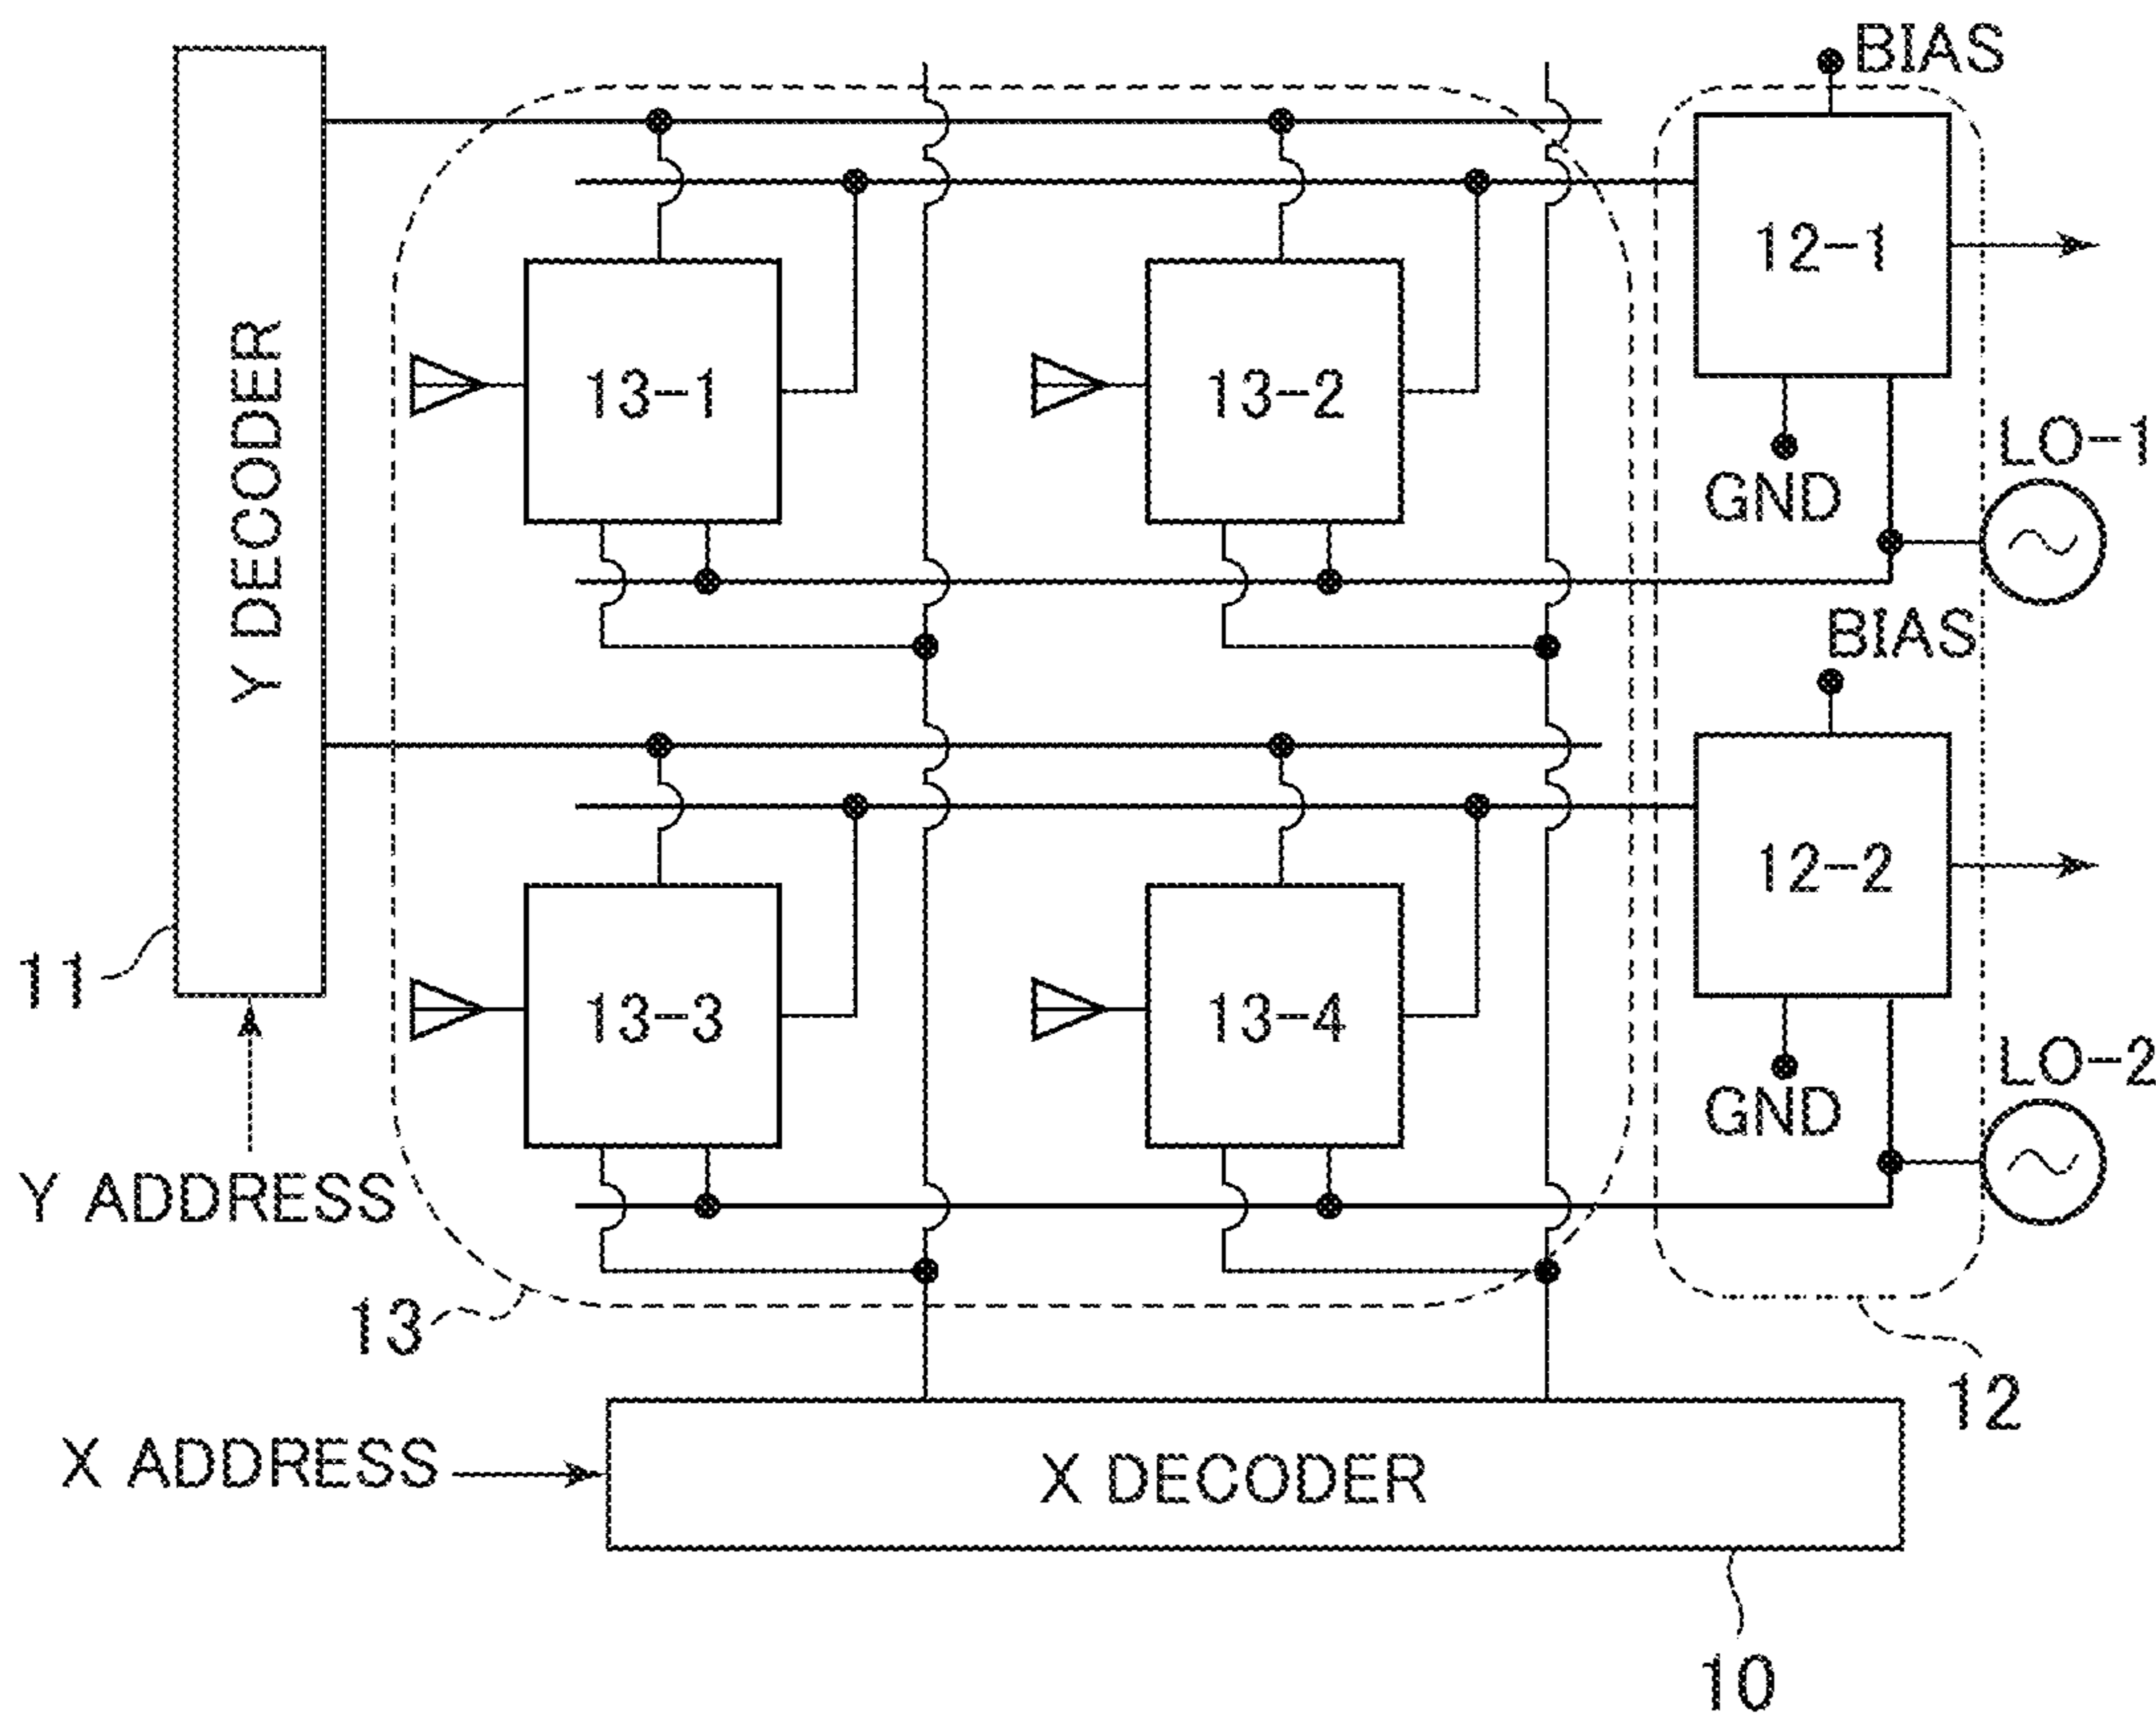 BIAS
12-1
13-1
13-2
Y DECODER
LO-1
GND
BIAS
12-2
11
13-3
13-4
LO-2
GND
Y ADDRESS
13
12
X ADDRESS
X DECODER
10